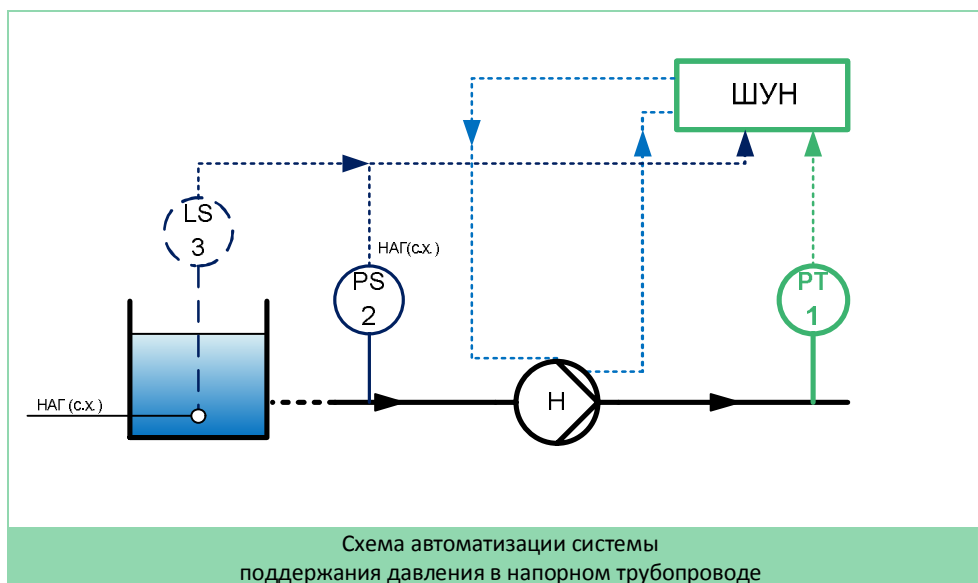 ШУН
LS
3
НАГ(с.х.)
PS
2
PT
1
Н
НАГ (с.х.)
Схема автоматизации системы
поддержания давления в напорном трубопроводе